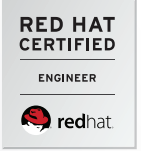 RED HAT
CERTIFIED
ENGINEER
redhat.